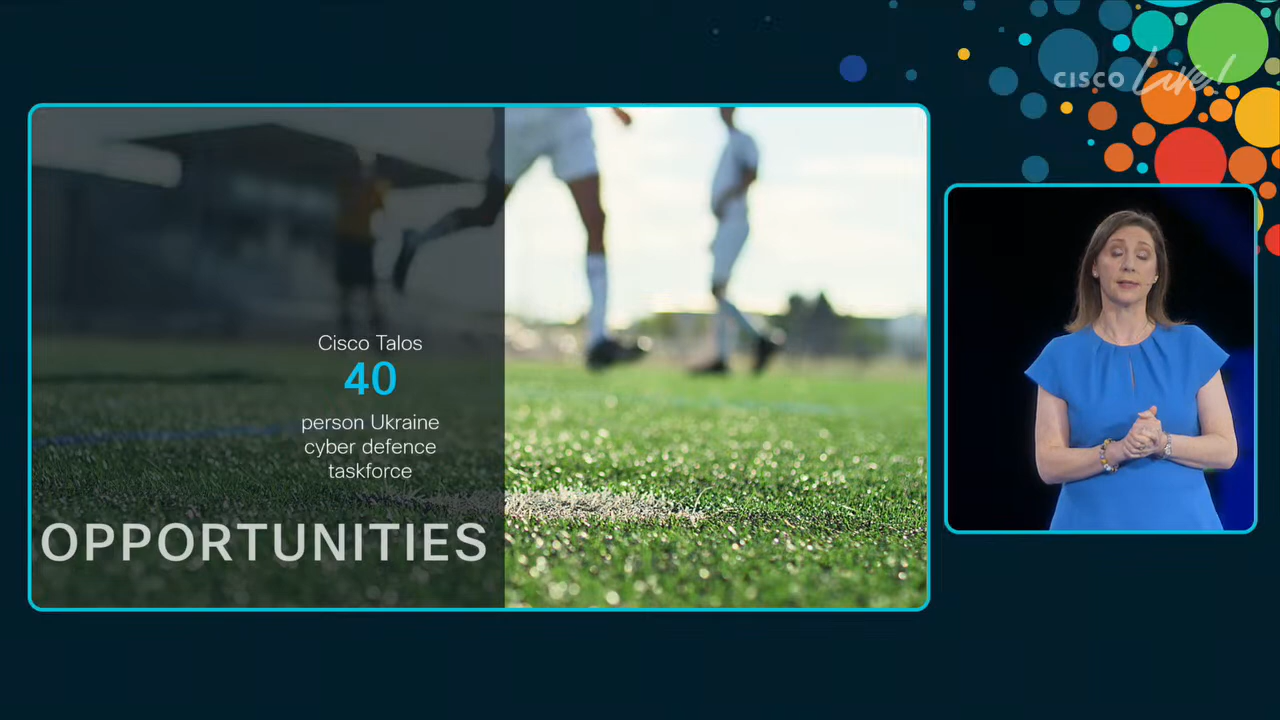 CISCO Live!
Cisco Talos
40
person Ukraine
cyber defence
taskforce
OPPORTUNITIES